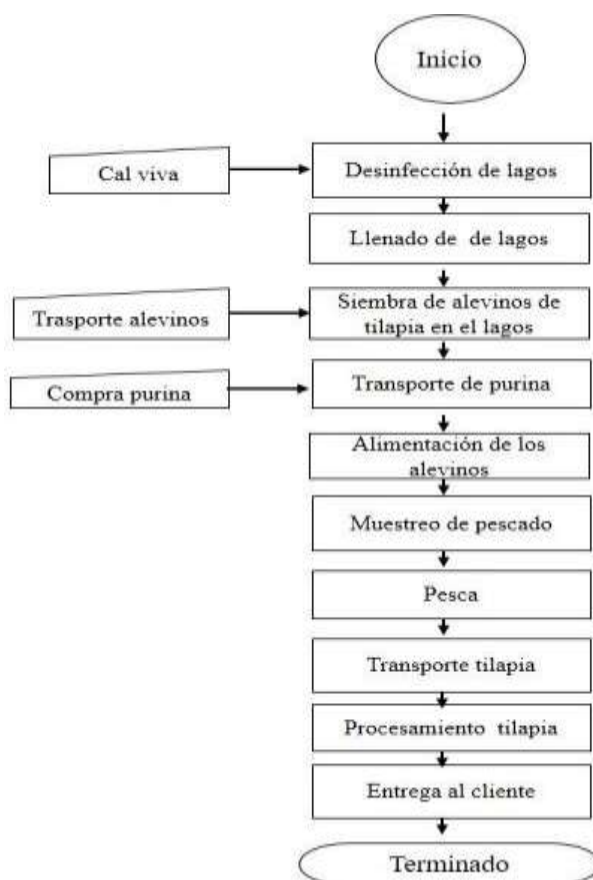 Inicio
Cal viva
Desinfección de lagos
Llenado de de lagos
Trasporte alevinos
Siembra de alevinos de
tilapia en el lagos
Compra purina
Transporte de purina
Alimentación de los
alevinos
Muestreo de pescado
Pesca
Transporte tilapia
Procesamiento tilapia
Entrega al cliente
Terminado